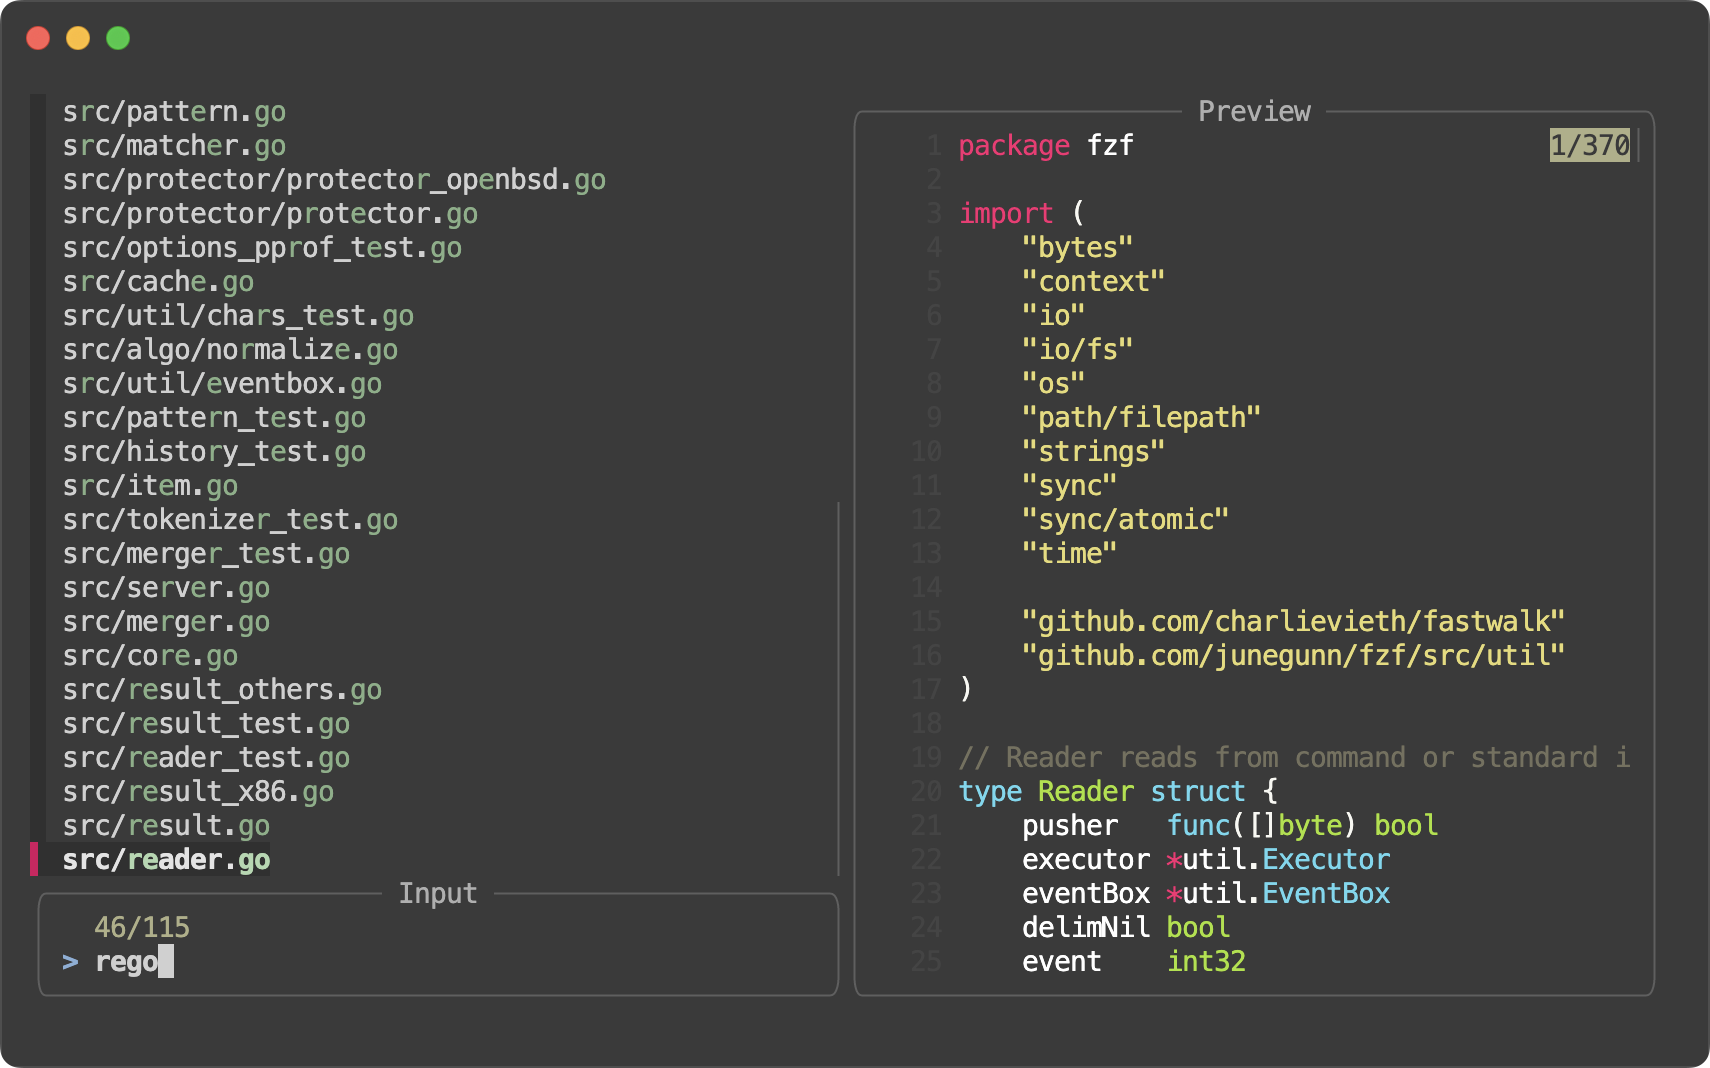 src/pattern.go
src/matcher.go
src/protector/protector_openbsd.go
src/protector/protector.go
src/options_pprof_test.go
src/cache.go
src/util/chars_test.go
src/algo/normalize.go
src/util/eventbox.go
src/pattern_test.go
src/history_test.go
src/item.go
src/tokenizer_test.go
src/merger_test.go
src/server.go
src/merger.go
src/core.go
src/result_others.go
src/result_test.go
src/reader_test.go
src/result_x86.go
src/result.go
src/reader.go
Input
46/115
> rego
Preview
1 package fzf 1/370
2
3 import (
4 "bytes"
5 "context"
6 "io"
7 "io/fs"
8 "os"
9 "path/filepath"
10 "strings"
11 "sync"
12 "sync/atomic"
13 "time"
14
15 "github.com/charlievieth/fastwalk"
16 "github.com/junegunn/fzf/src/util"
17 )
18
19 // Reader reads from command or standard i
20 type Reader struct {
21 pusher func([]byte) bool
22 executor *util.Executor
23 eventBox *util.EventBox
24 delimNil bool
25 event int32